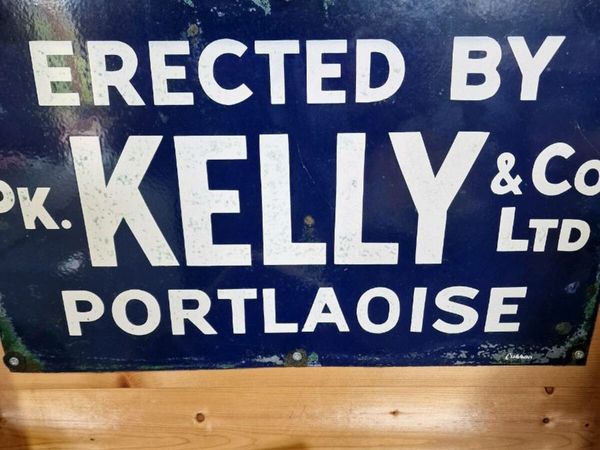 ERECTED BY
PK. KELLY & Co
LTD
PORTLAOISE